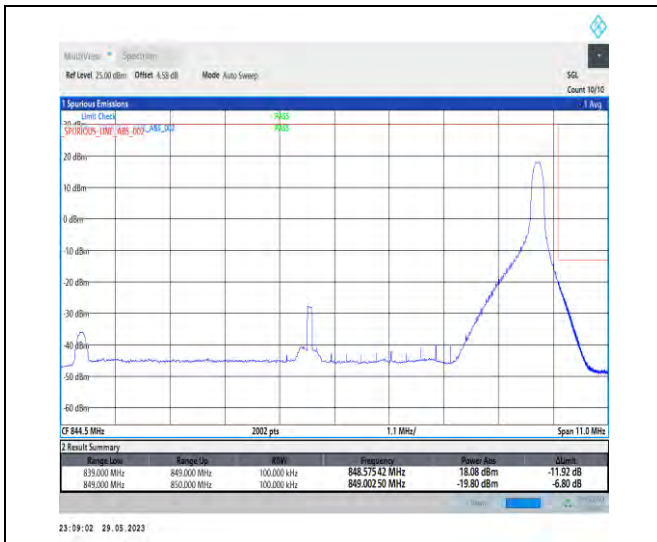 MultiView Spectrum
Ref Level 25.00 dBm Offset 4.58 dB Mode Auto Sweep SGL
Count 10/10
1 Spurious Emissions 1 Avg
Limit Check PASS
30 dBm
SPURIOUS_LINE_ABS_002 _ABS_002 PASS
20 dBm
10 dBm
0 dBm
-10 dBm
-20 dBm
-30 dBm
-40 dBm
-50 dBm
-60 dBm
CF 844.5 MHz 2002 pts 1.1 MHz/ Span 11.0 MHz
2 Result Summary
Range Low Range Up RBW Frequency Power Abs ΔLimit
839.000 MHz 849.000 MHz 100.000 kHz 848.57542 MHz 18.08 dBm -11.92 dB
849.000 MHz 850.000 MHz 100.000 kHz 849.00250 MHz -19.80 dBm -6.80 dB
23:09:02 29.05.2023